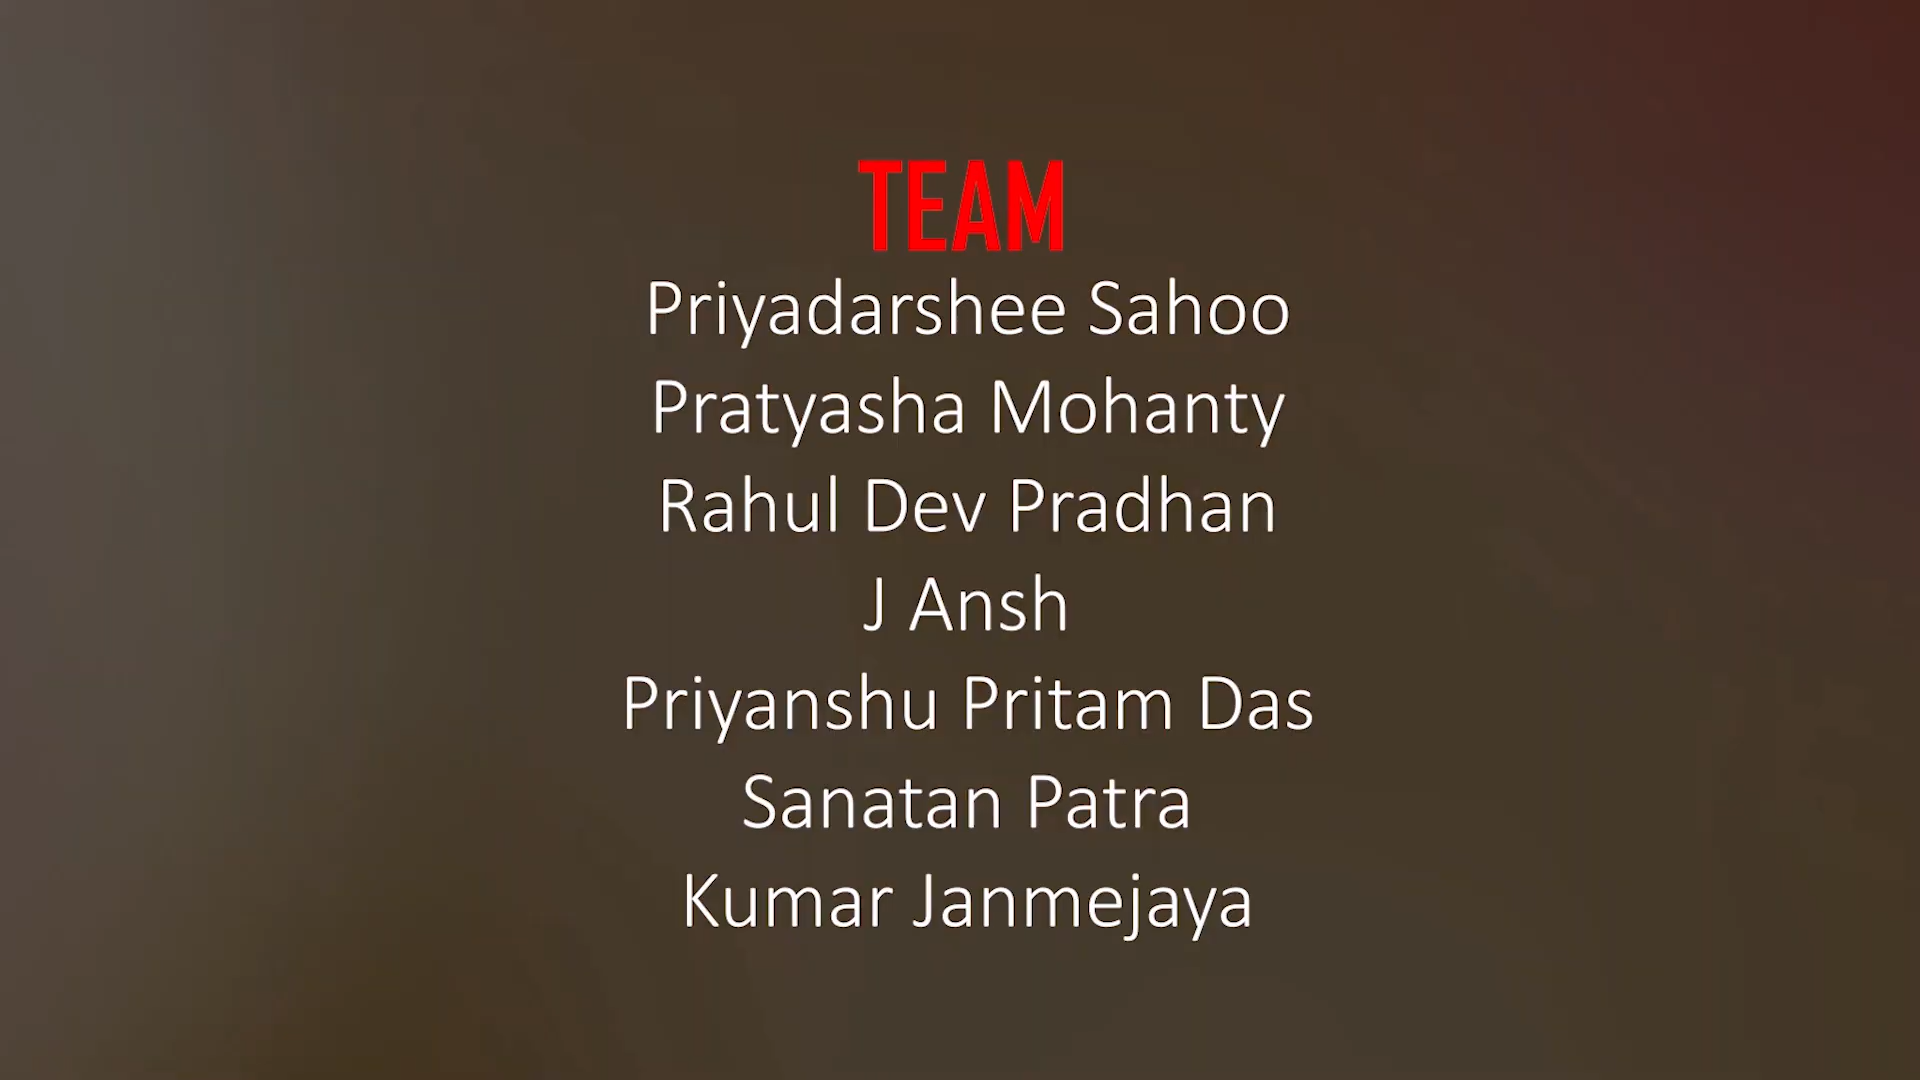 TEAM
Priyadarshee Sahoo
Pratyasha Mohanty
Rahul Dev Pradhan
J Ansh
Priyanshu Pritam Das
Sanatan Patra
Kumar Janmejaya